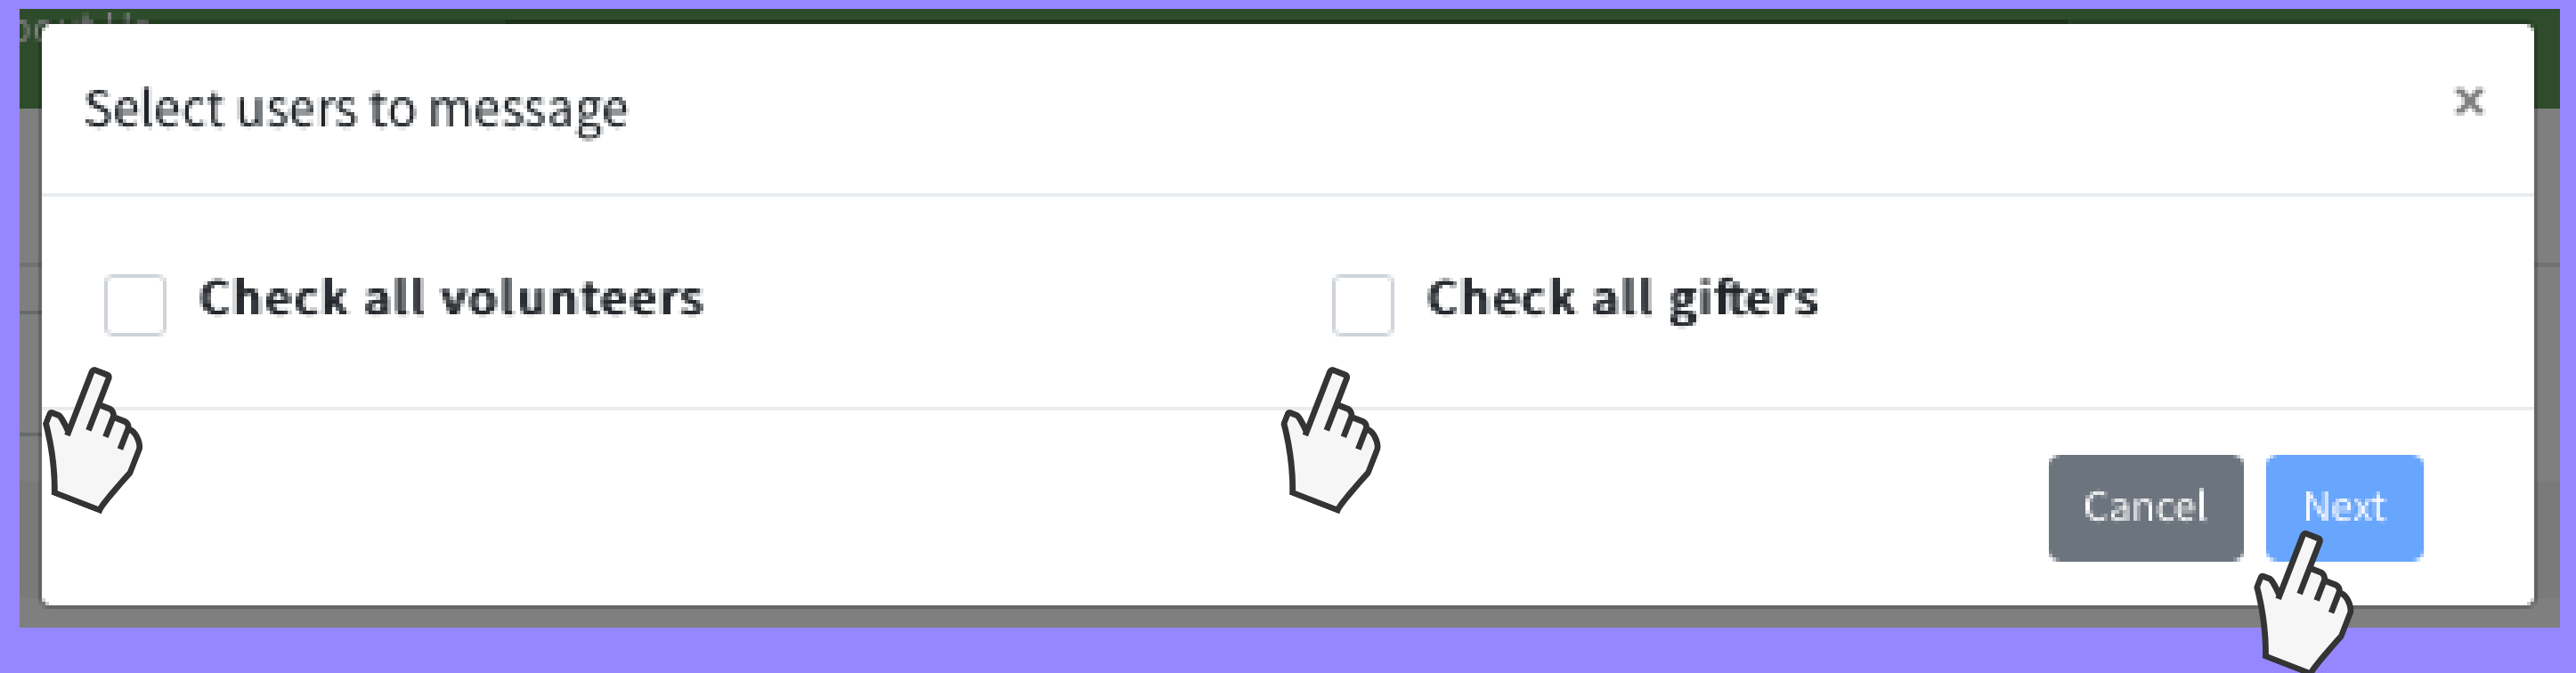 Select users to message
×
Check all volunteers
Check all gifters
Cancel
Next